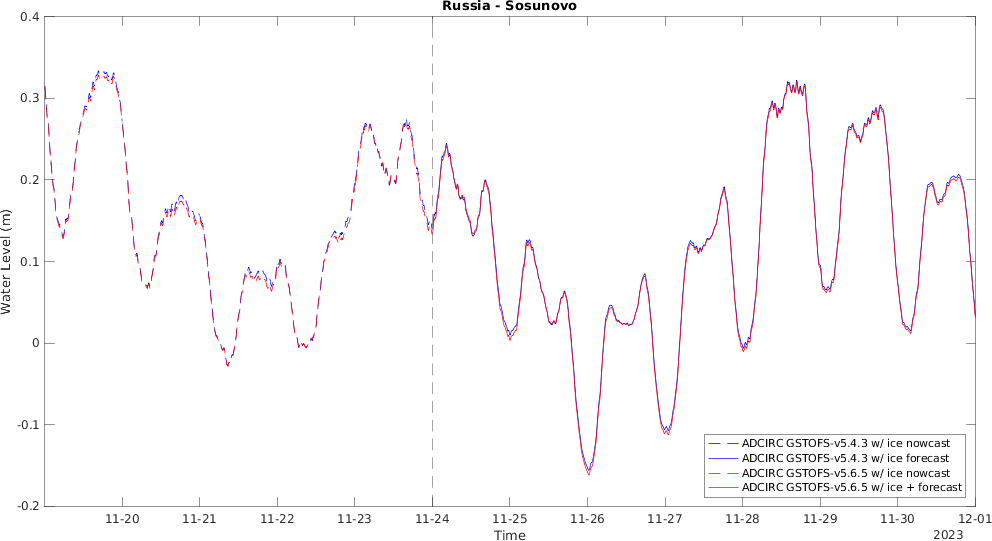 Russia - Sosunovo
0.4
0.3
0.2
0.1
0
-0.1
-0.2
Water Level (m)
ADCIRC GSTOFS-v5.4.3 w/ ice nowcast
ADCIRC GSTOFS-v5.4.3 w/ ice forecast
ADCIRC GSTOFS-v5.6.5 w/ ice nowcast
ADCIRC GSTOFS-v5.6.5 w/ ice + forecast
11-20 11-21 11-22 11-23 11-24 11-25 11-26 11-27 11-28 11-29 11-30 12-01
Time
2023